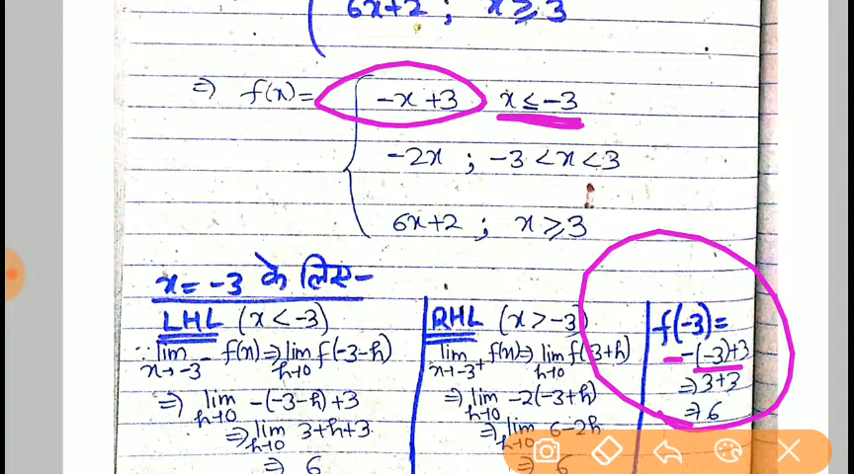 6x+2 ; x ≥ 3
⇒ f(x) = { -x+3 x ≤ -3
-2x ; -3 < x < 3
6x+2 ; x ≥ 3
x = -3 के लिए-
LHL (x < -3)
∵ lim x→-3⁻ f(x) ⇒ lim h→0 f(-3-h)
⇒ lim h→0 -(-3-h)+3
⇒ lim h→0 3+h+3
⇒ 6
RHL (x > -3)
lim x→-3⁺ f(x) ⇒ lim h→0 f(-3+h)
⇒ lim h→0 -2(-3+h)
⇒ lim h→0 6-2h
⇒ 6
f(-3) =
-(-3)+3
⇒ 3+3
⇒ 6